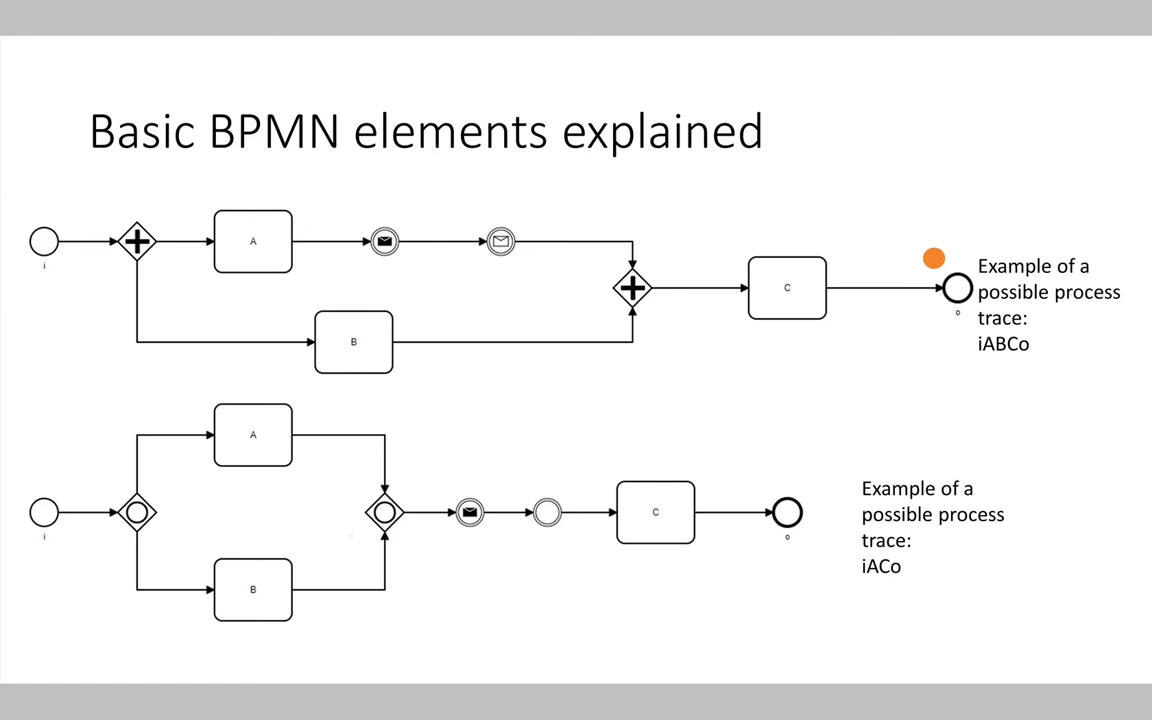 Basic BPMN elements explained
A
i
B
C
o
Example of a
possible process
trace:
iABCo
A
i
B
C
o
Example of a
possible process
trace:
iACo